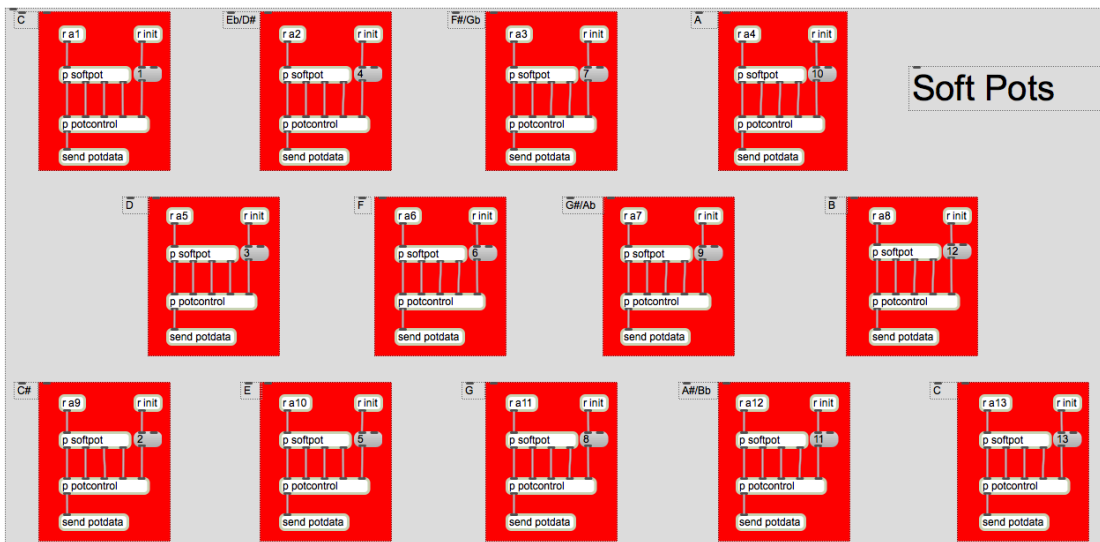 C
Eb/D#
F#/Gb
A
r a1 r init
r a2 r init
r a3 r init
r a4 r init
p softpot 1
p softpot 4
p softpot 7
p softpot 10
Soft Pots
p potcontrol
p potcontrol
p potcontrol
p potcontrol
send potdata
send potdata
send potdata
send potdata
D
F
G#/Ab
B
r a5 r init
r a6 r init
r a7 r init
r a8 r init
p softpot 3
p softpot 6
p softpot 9
p softpot 12
p potcontrol
p potcontrol
p potcontrol
p potcontrol
send potdata
send potdata
send potdata
send potdata
C#
E
G
A#/Bb
C
r a9 r init
r a10 r init
r a11 r init
r a12 r init
r a13 r init
p softpot 2
p softpot 5
p softpot 8
p softpot 11
p softpot 13
p potcontrol
p potcontrol
p potcontrol
p potcontrol
p potcontrol
send potdata
send potdata
send potdata
send potdata
send potdata